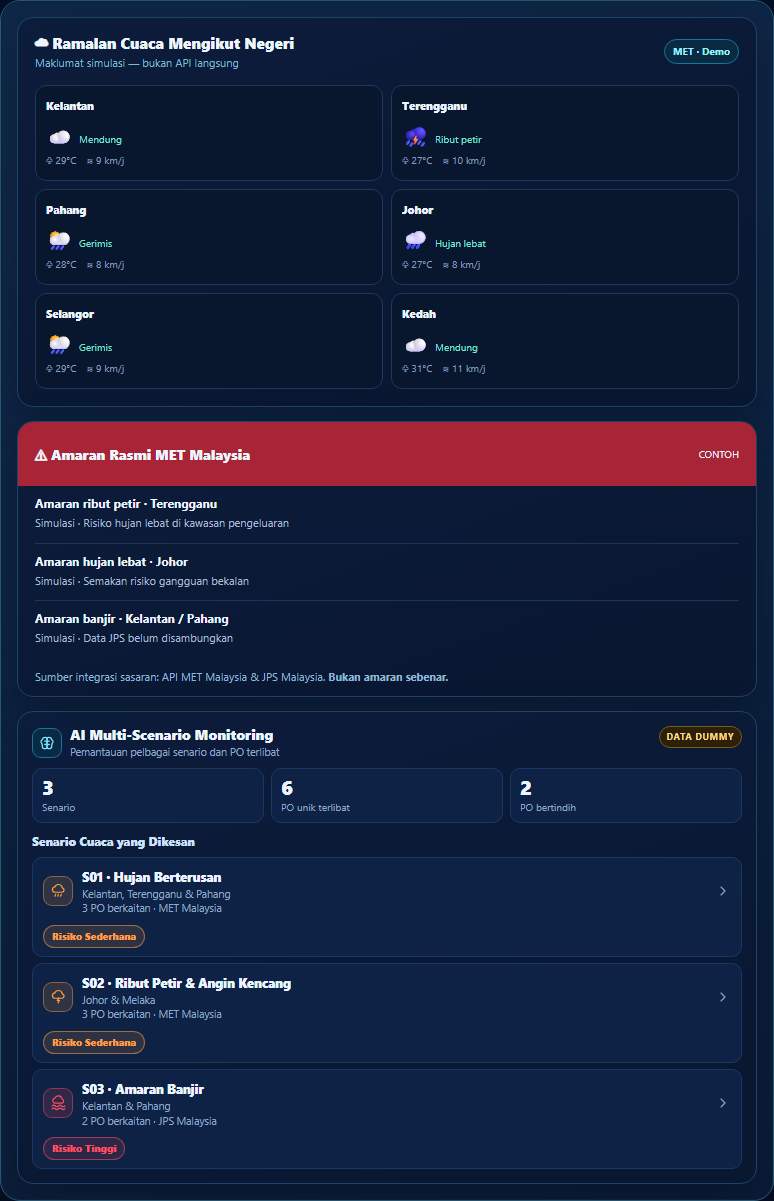 Ramalan Cuaca Mengikut Negeri
Maklumat simulasi — bukan API langsung
MET · Demo
Kelantan
Mendung
29°C ≈ 9 km/j
Terengganu
Ribut petir
27°C ≈ 10 km/j
Pahang
Gerimis
28°C ≈ 8 km/j
Johor
Hujan lebat
27°C ≈ 8 km/j
Selangor
Gerimis
29°C ≈ 9 km/j
Kedah
Mendung
31°C ≈ 11 km/j
⚠ Amaran Rasmi MET Malaysia
CONTOH
Amaran ribut petir · Terengganu
Simulasi · Risiko hujan lebat di kawasan pengeluaran
Amaran hujan lebat · Johor
Simulasi · Semakan risiko gangguan bekalan
Amaran banjir · Kelantan / Pahang
Simulasi · Data JPS belum disambungkan
Sumber integrasi sasaran: API MET Malaysia & JPS Malaysia. Bukan amaran sebenar.
AI Multi-Scenario Monitoring
Pemantauan pelbagai senario dan PO terlibat
DATA DUMMY
3
Senario
6
PO unik terlibat
2
PO bertindih
Senario Cuaca yang Dikesan
S01 · Hujan Berterusan
Kelantan, Terengganu & Pahang
3 PO berkaitan · MET Malaysia
Risiko Sederhana
S02 · Ribut Petir & Angin Kencang
Johor & Melaka
3 PO berkaitan · MET Malaysia
Risiko Sederhana
S03 · Amaran Banjir
Kelantan & Pahang
2 PO berkaitan · JPS Malaysia
Risiko Tinggi